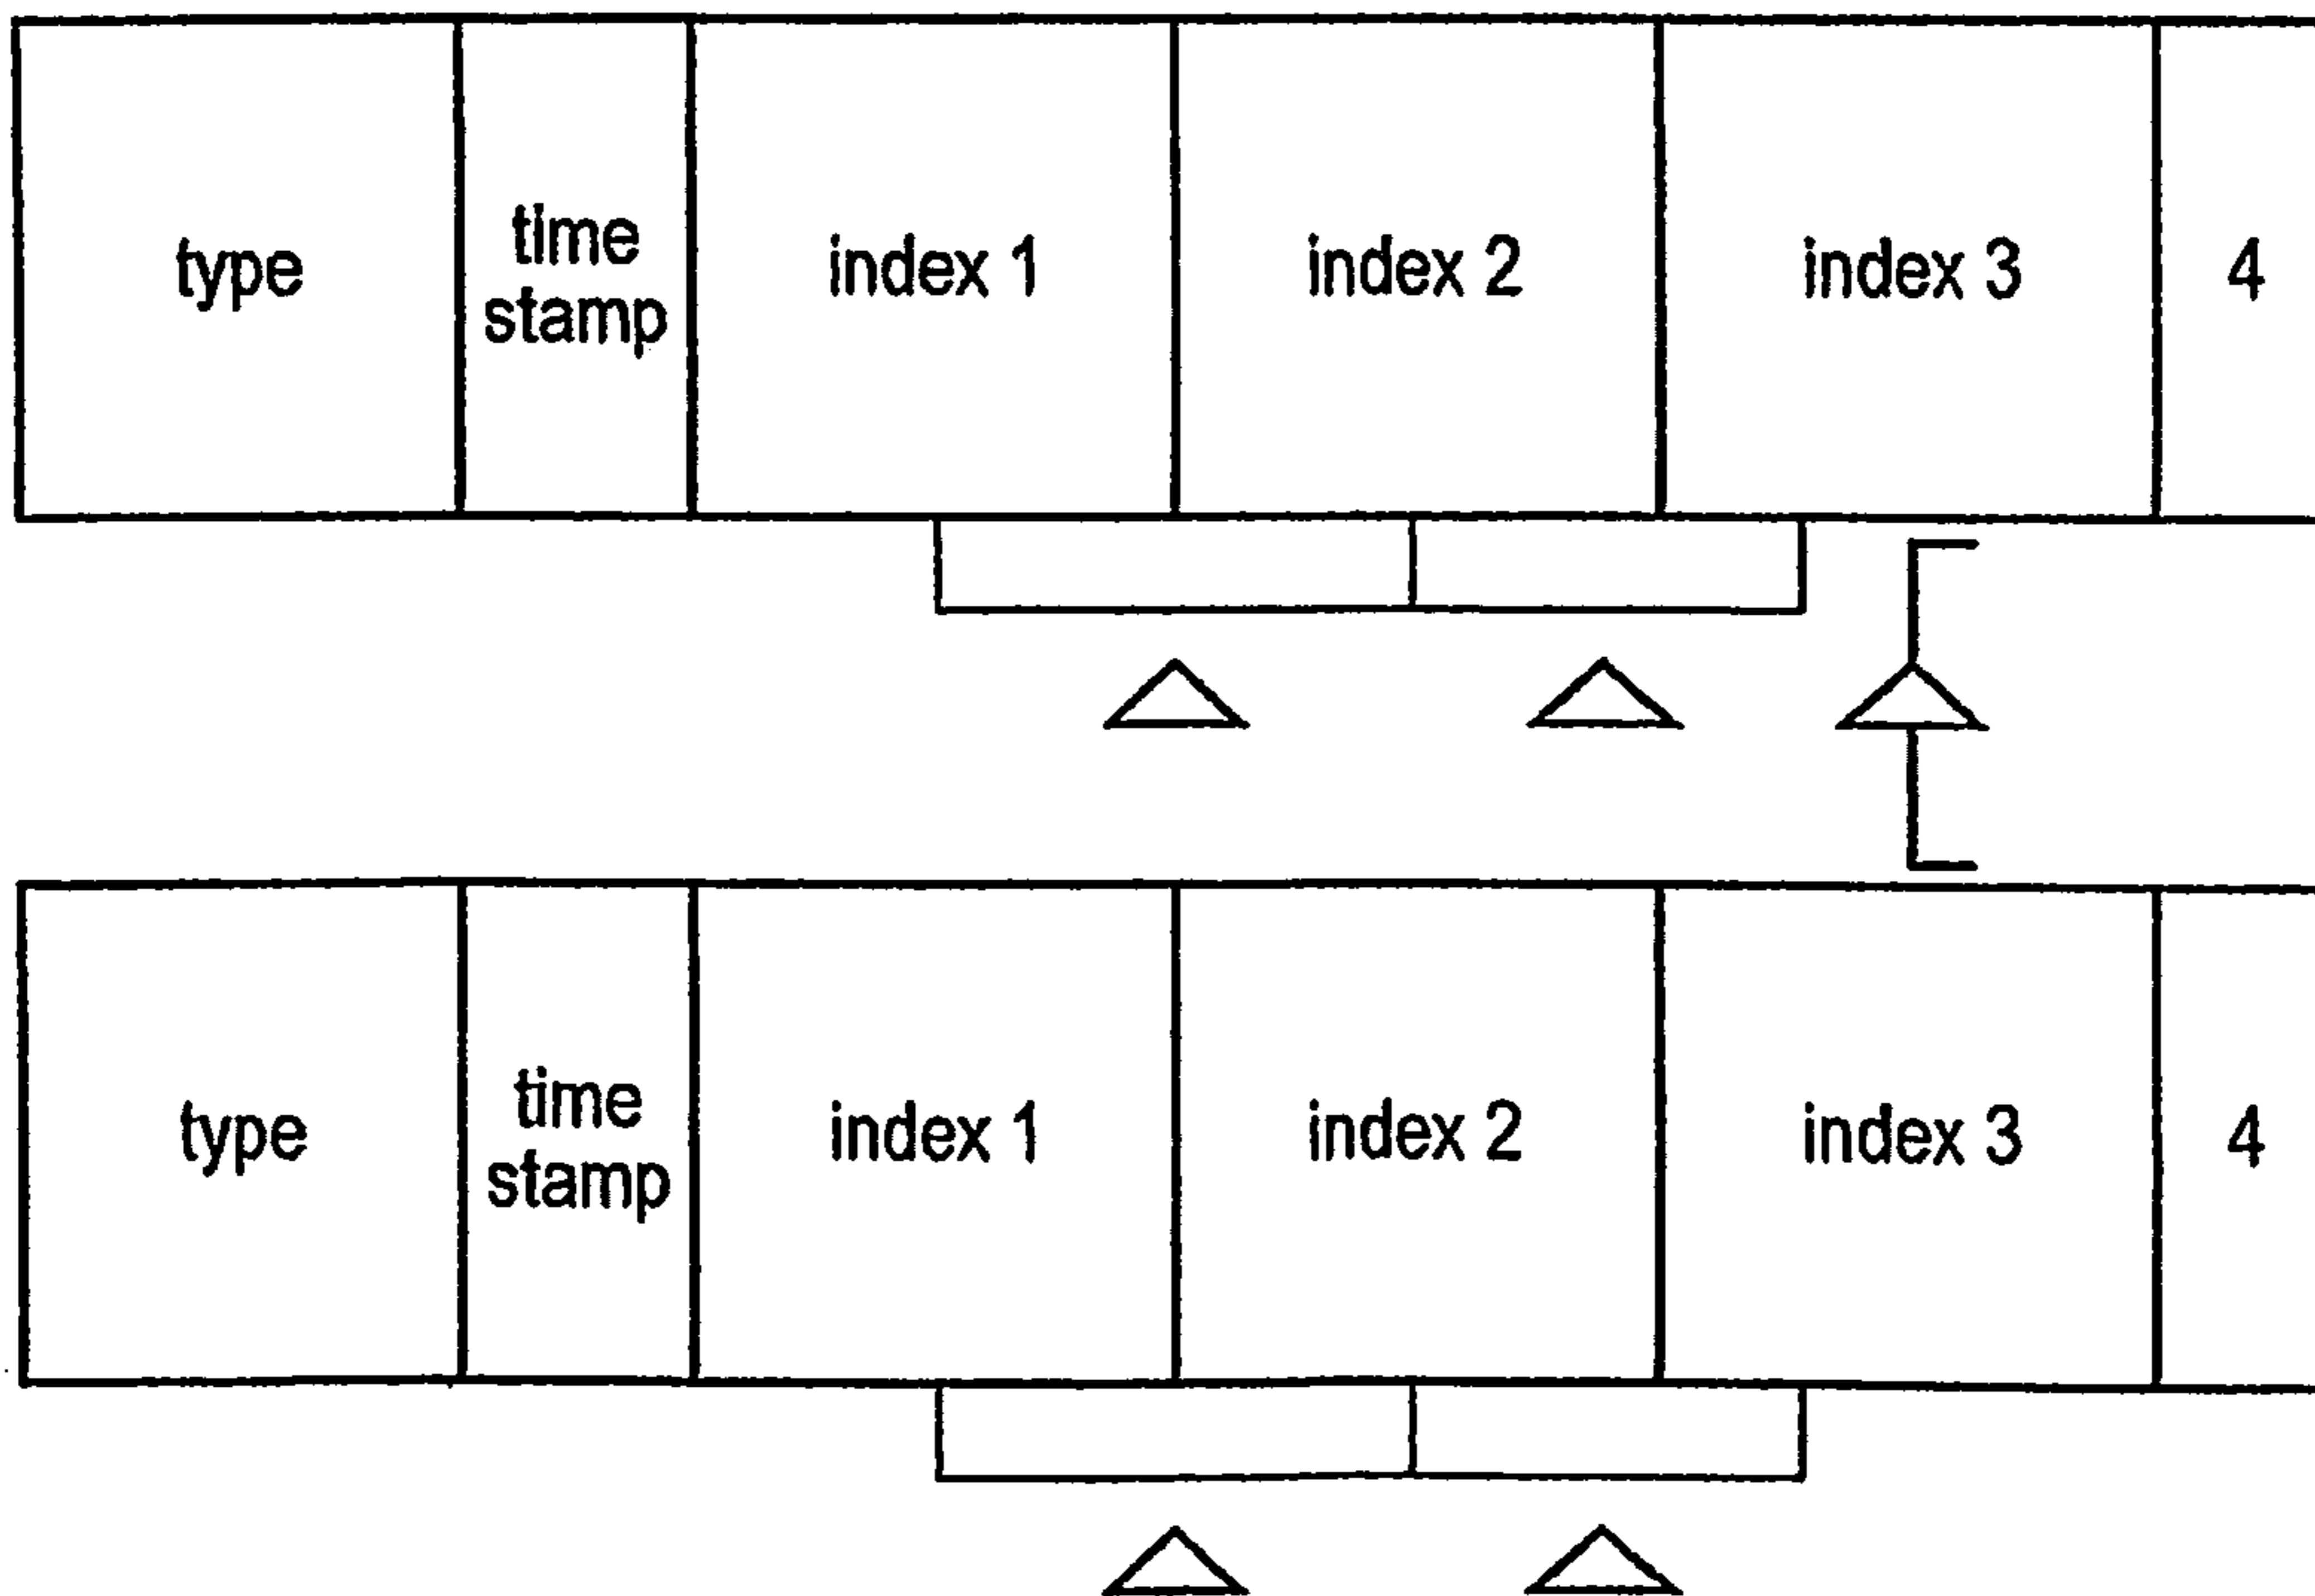 type
time
stamp
index 1
index 2
index 3
4
type
time
stamp
index 1
index 2
index 3
4